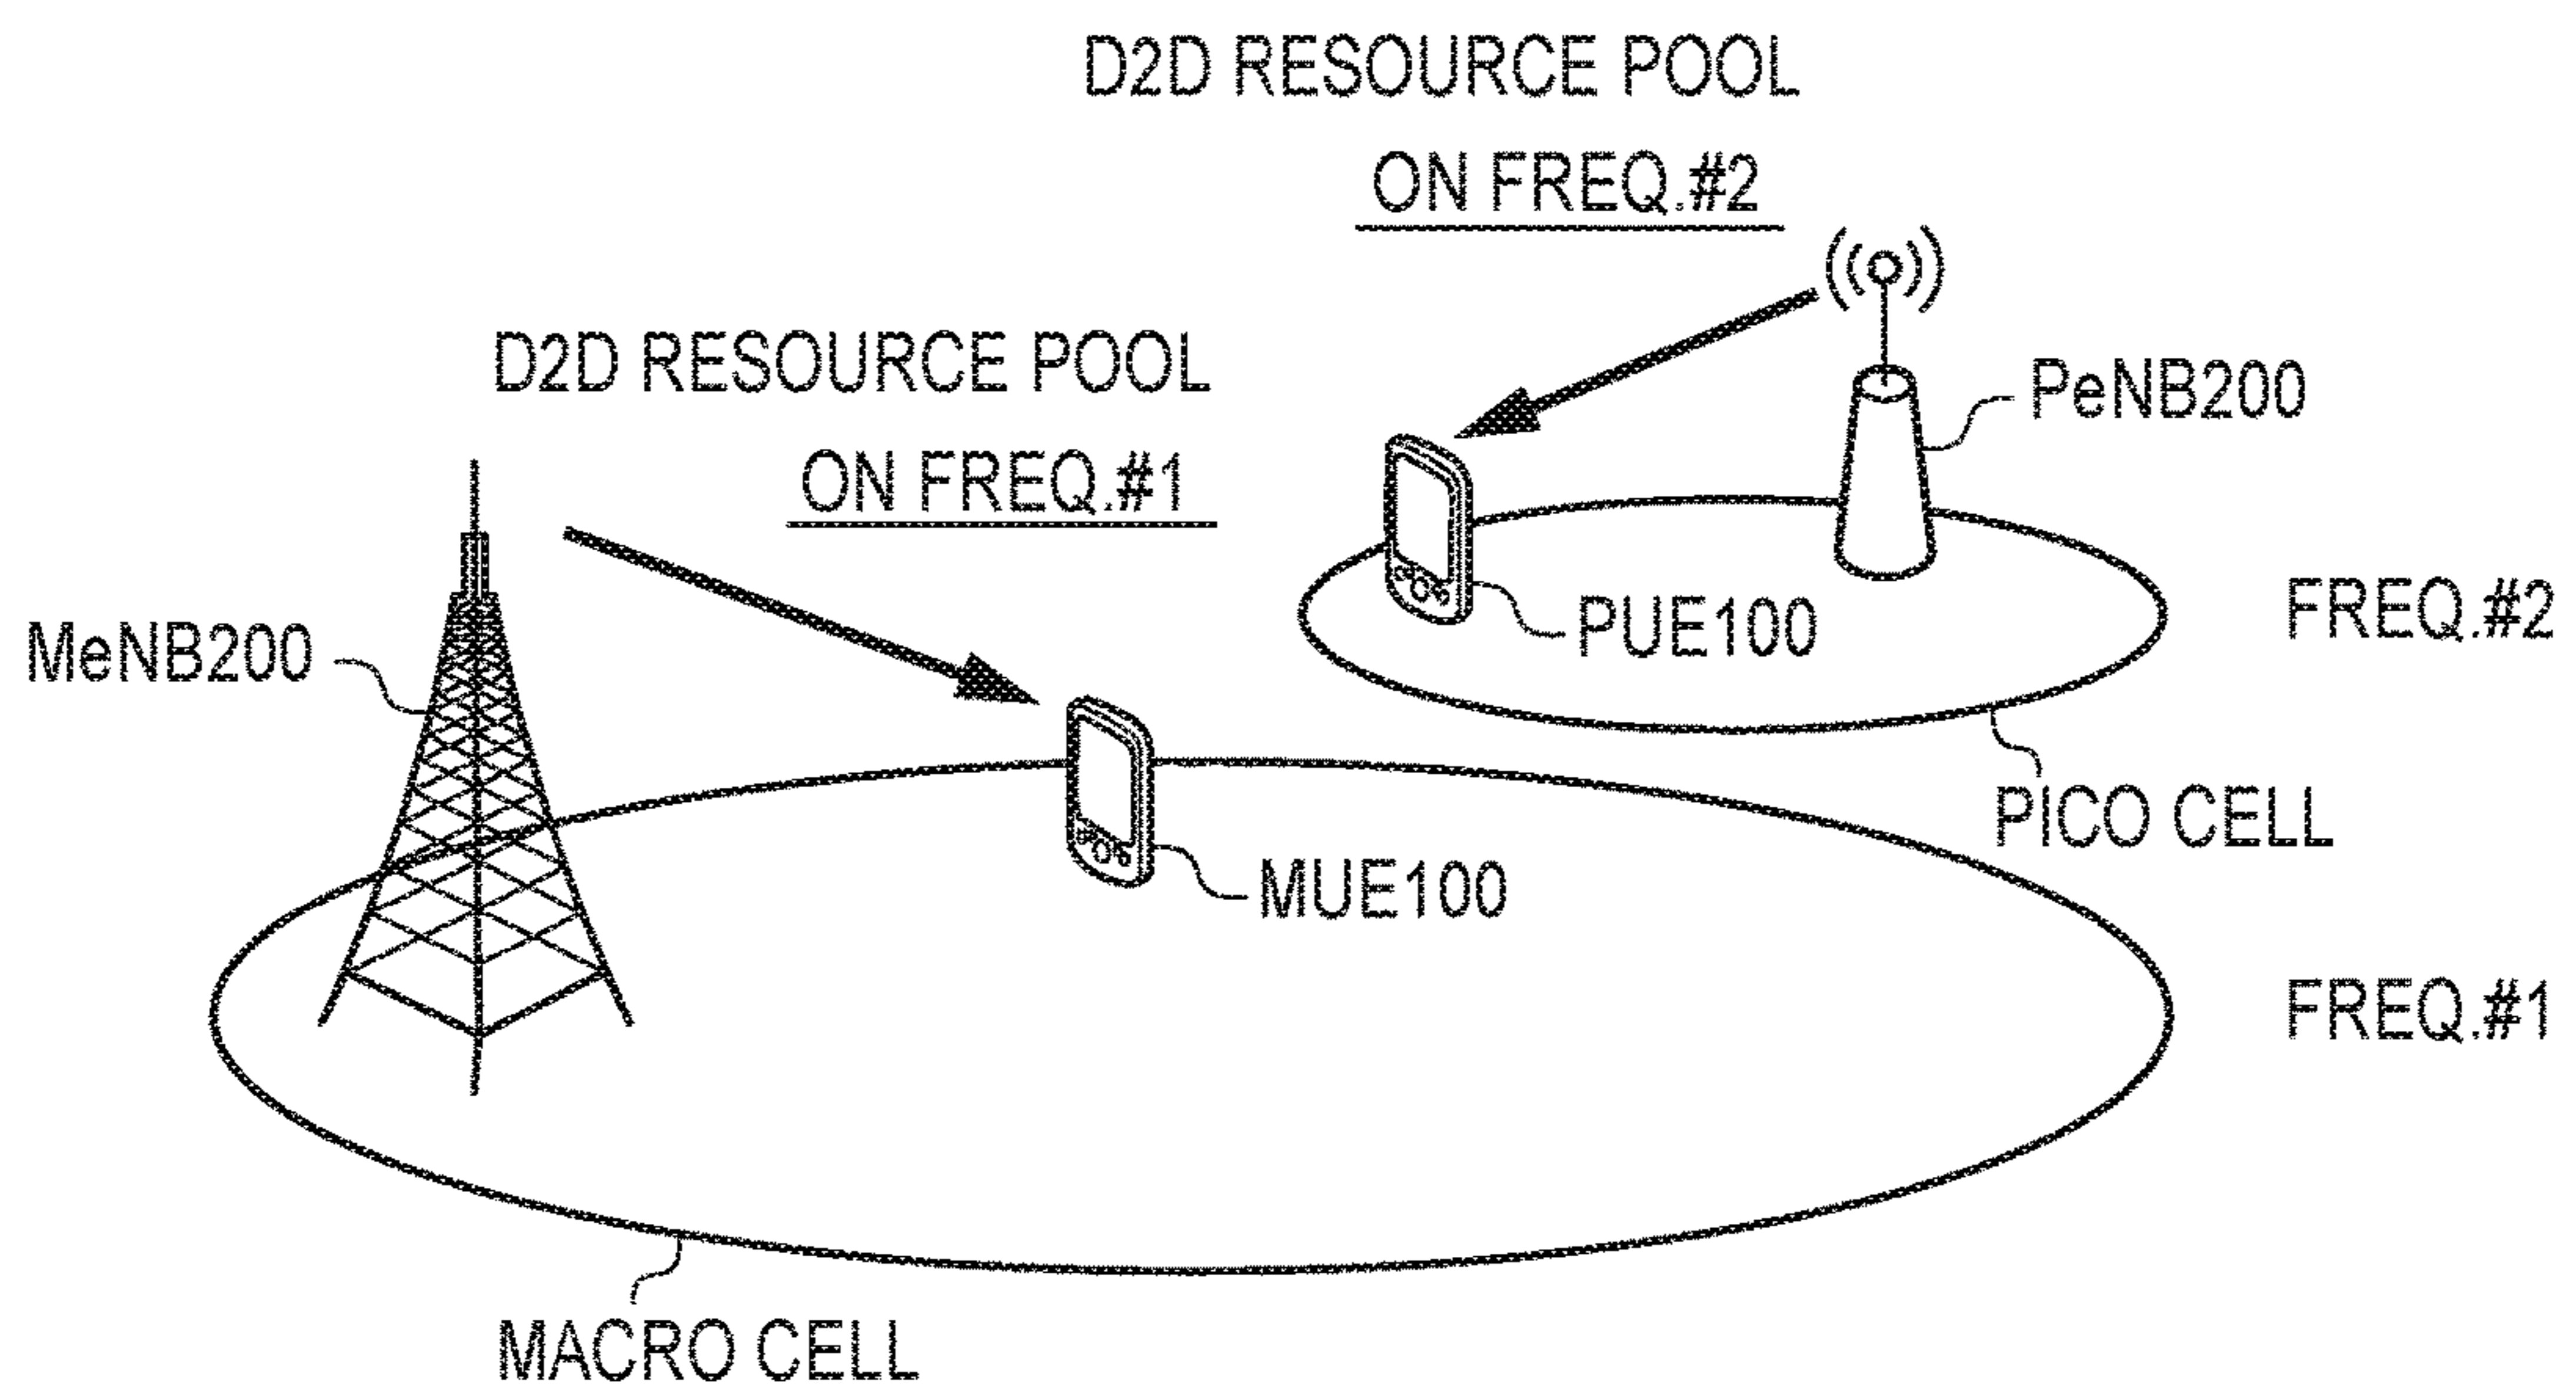 D2D RESOURCE POOL
ON FREQ.#2
D2D RESOURCE POOL
ON FREQ.#1
PeNB200
MeNB200
PUE100
FREQ.#2
PICO CELL
MUE100
FREQ.#1
MACRO CELL